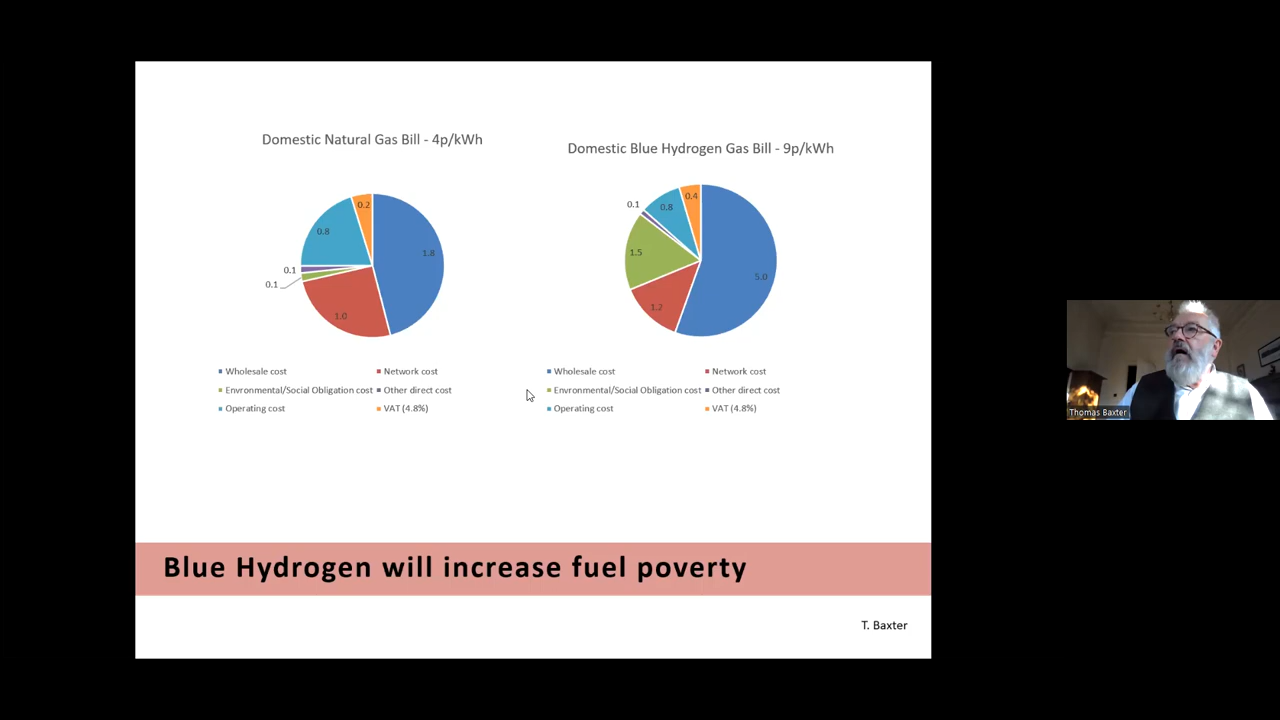 Domestic Natural Gas Bill - 4p/kWh
0.2
0.8
1.8
0.1
0.1
1.0
Wholesale cost
Network cost
Envronmental/Social Obligation cost
Other direct cost
Operating cost
VAT (4.8%)
Domestic Blue Hydrogen Gas Bill - 9p/kWh
0.4
0.1
0.8
1.5
5.0
1.2
Wholesale cost
Network cost
Envronmental/Social Obligation cost
Other direct cost
Operating cost
VAT (4.8%)
Thomas Baxter
Blue Hydrogen will increase fuel poverty
T. Baxter